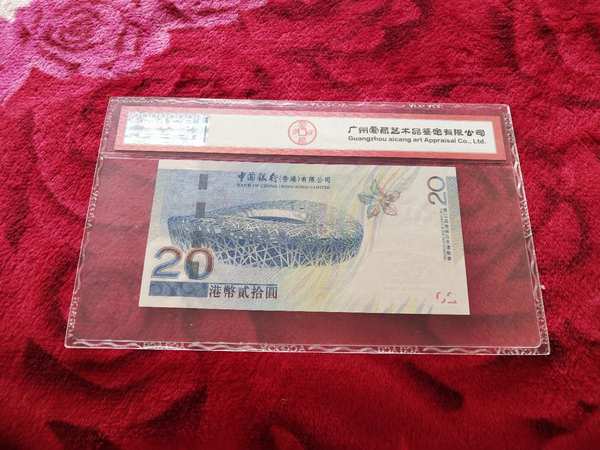 广州爱藏艺术品鉴定有限公司
Guangzhou aicang art Appraisal Co., Ltd.
中國銀行(香港)有限公司
BANK OF CHINA (HONG KONG) LIMITED
20
20
港幣貳拾圓